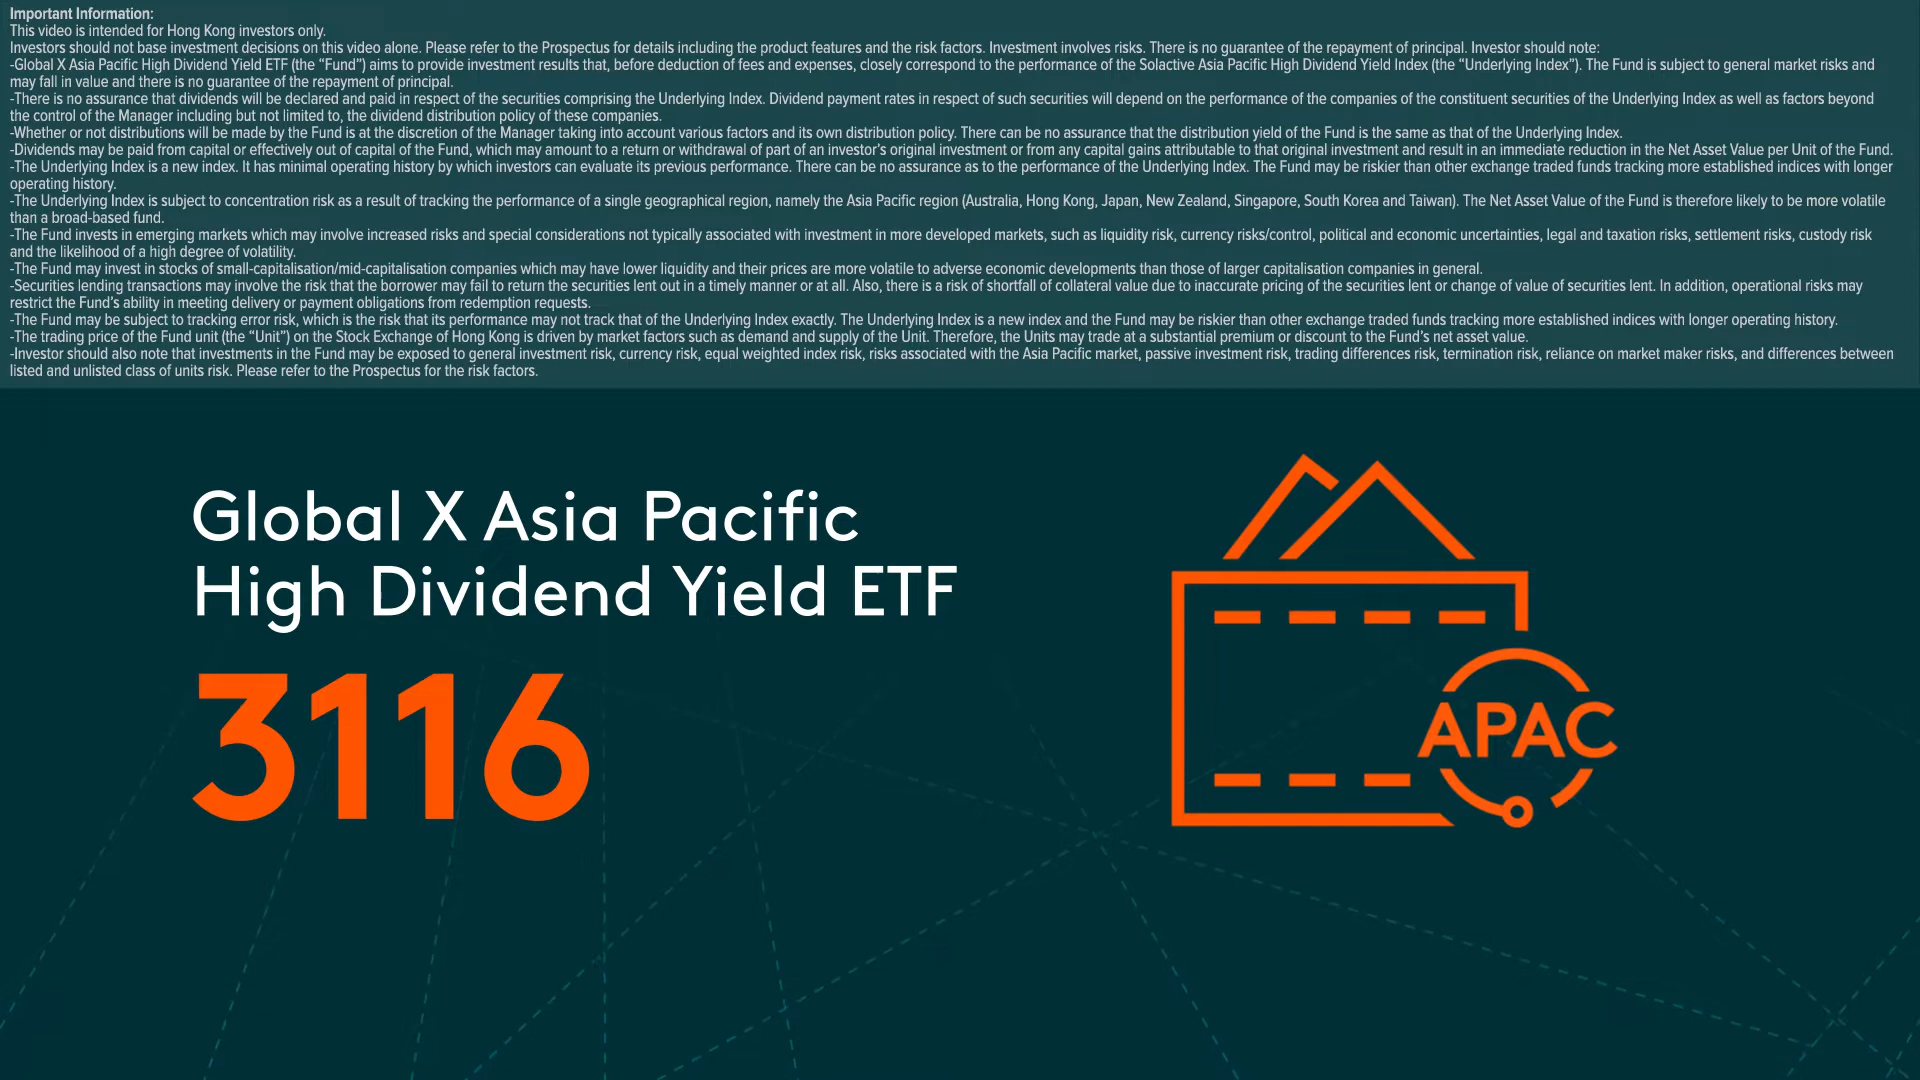 Important Information:
This video is intended for Hong Kong investors only.
Investors should not base investment decisions on this video alone. Please refer to the Prospectus for details including the product features and the risk factors. Investment involves risks. There is no guarantee of the repayment of principal. Investor should note:
-Global X Asia Pacific High Dividend Yield ETF (the “Fund”) aims to provide investment results that, before deduction of fees and expenses, closely correspond to the performance of the Solactive Asia Pacific High Dividend Yield Index (the “Underlying Index”). The Fund is subject to general market risks and
may fall in value and there is no guarantee of the repayment of principal.
-There is no assurance that dividends will be declared and paid in respect of the securities comprising the Underlying Index. Dividend payment rates in respect of such securities will depend on the performance of the companies of the constituent securities of the Underlying Index as well as factors beyond
the control of the Manager including but not limited to, the dividend distribution policy of these companies.
-Whether or not distributions will be made by the Fund is at the discretion of the Manager taking into account various factors and its own distribution policy. There can be no assurance that the distribution yield of the Fund is the same as that of the Underlying Index.
-Dividends may be paid from capital or effectively out of capital of the Fund, which may amount to a return or withdrawal of part of an investor’s original investment or from any capital gains attributable to that original investment and result in an immediate reduction in the Net Asset Value per Unit of the Fund.
-The Underlying Index is a new index. It has minimal operating history by which investors can evaluate its previous performance. There can be no assurance as to the performance of the Underlying Index. The Fund may be riskier than other exchange traded funds tracking more established indices with longer
operating history.
-The Underlying Index is subject to concentration risk as a result of tracking the performance of a single geographical region, namely the Asia Pacific region (Australia, Hong Kong, Japan, New Zealand, Singapore, South Korea and Taiwan). The Net Asset Value of the Fund is therefore likely to be more volatile
than a broad-based fund.
-The Fund invests in emerging markets which may involve increased risks and special considerations not typically associated with investment in more developed markets, such as liquidity risk, currency risks/control, political and economic uncertainties, legal and taxation risks, settlement risks, custody risk
and the likelihood of a high degree of volatility.
-The Fund may invest in stocks of small-capitalisation/mid-capitalisation companies which may have lower liquidity and their prices are more volatile to adverse economic developments than those of larger capitalisation companies in general.
-Securities lending transactions may involve the risk that the borrower may fail to return the securities lent out in a timely manner or at all. Also, there is a risk of shortfall of collateral value due to inaccurate pricing of the securities lent or change of value of securities lent. In addition, operational risks may
restrict the Fund’s ability in meeting delivery or payment obligations from redemption requests.
-The Fund may be subject to tracking error risk, which is the risk that its performance may not track that of the Underlying Index exactly. The Underlying Index is a new index and the Fund may be riskier than other exchange traded funds tracking more established indices with longer operating history.
-The trading price of the Fund unit (the “Unit”) on the Stock Exchange of Hong Kong is driven by market factors such as demand and supply of the Unit. Therefore, the Units may trade at a substantial premium or discount to the Fund’s net asset value.
-Investor should also note that investments in the Fund may be exposed to general investment risk, currency risk, equal weighted index risk, risks associated with the Asia Pacific market, passive investment risk, trading differences risk, termination risk, reliance on market maker risks, and differences between
listed and unlisted class of units risk. Please refer to the Prospectus for the risk factors.
Global X Asia Pacific
High Dividend Yield ETF
3116
APAC